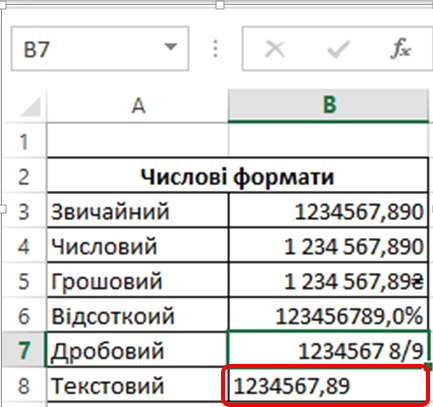 B7 fx
A B
1
2 Числові формати
3 Звичайний 1234567,890
4 Числовий 1 234 567,890
5 Грошовий 1 234 567,89₴
6 Відсоткоий 123456789,0%
7 Дробовий 1234567 8/9
8 Текстовий 1234567,89